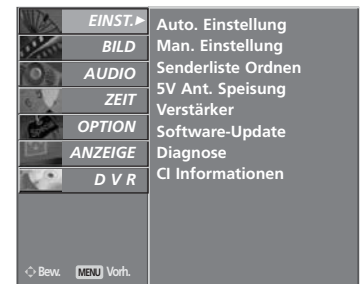 EINST.
BILD
AUDIO
ZEIT
OPTION
ANZEIGE
D V R
Auto. Einstellung
Man. Einstellung
Senderliste Ordnen
5V Ant. Speisung
Verstärker
Software-Update
Diagnose
CI Informationen
Bew. MENU Vorh.